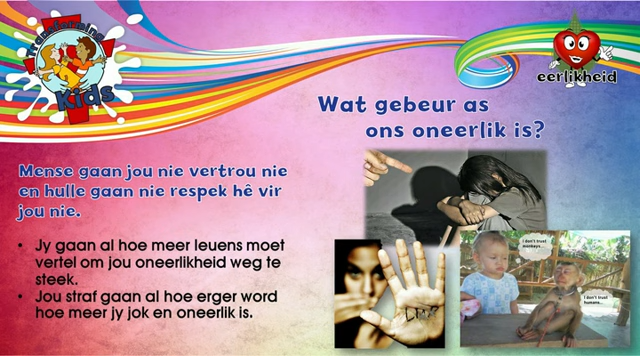 Transforming
Kids
eerlikheid
Wat gebeur as
ons oneerlik is?
Mense gaan jou nie vertrou nie
en hulle gaan nie respek hê vir
jou nie.
• Jy gaan al hoe meer leuens moet
vertel om jou oneerlikheid weg te
steek.
• Jou straf gaan al hoe erger word
hoe meer jy jok en oneerlik is.
I don't trust
monkeys...
I don't trust
humans...